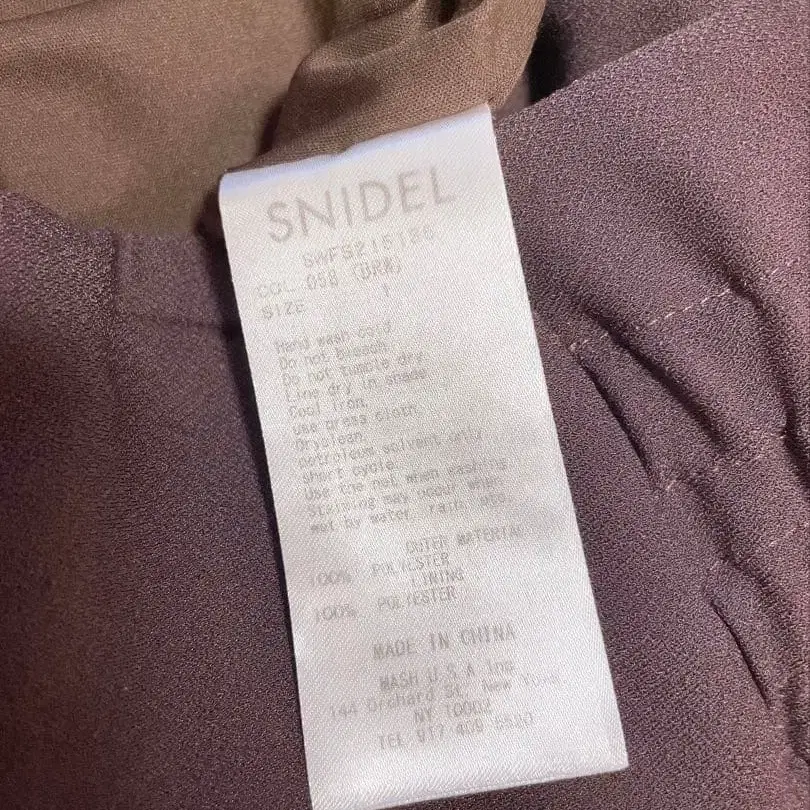 SNIDEL
SWFS215136
COL 058 (BRW)
SIZE 1
Hand wash cold.
Do not bleach.
Do not tumble dry.
Line dry in shade.
Cool iron.
Use press cloth.
Dryclean,
petroleum solvent only,
short cycle.
Use the net when washing.
Staining may occur when
wet by water, rain, etc.
OUTER MATERIAL
100% POLYESTER
LINING
100% POLYESTER
MADE IN CHINA
MASH U.S.A Inc
144 Orchard St, New York,
NY 10002
TEL 917 409